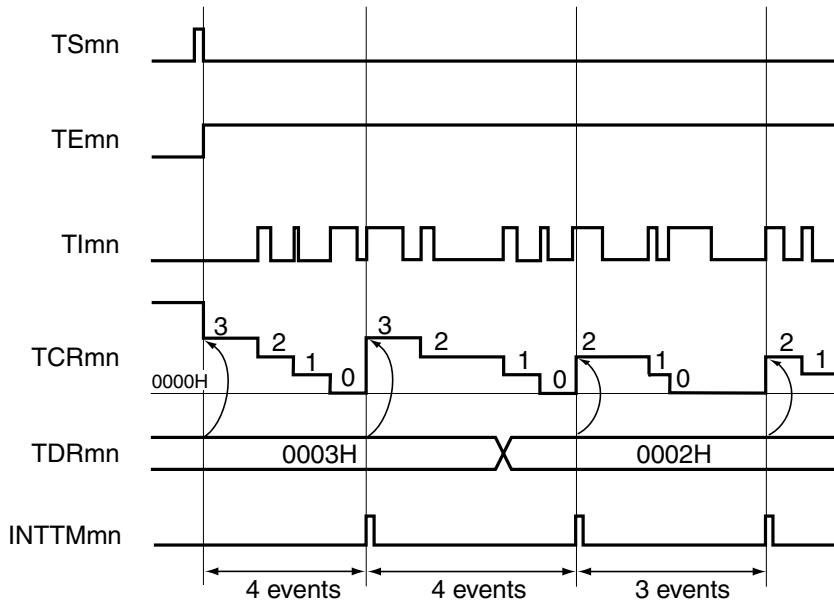 TSmn
TEmn
TImn
3 2 1 0 3 2 1 0 2 1 0 2 1
TCRmn
0000H
TDRmn 0003H 0002H
INTTMmn
4 events 4 events 3 events